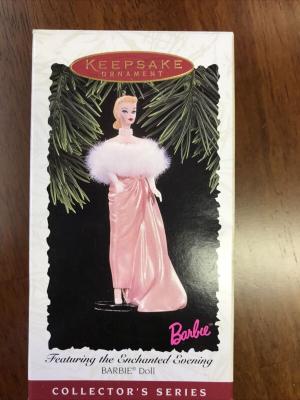 KEEPSAKE
ORNAMENT
Barbie
Featuring the Enchanted Evening
BARBIE® Doll
COLLECTOR'S SERIES